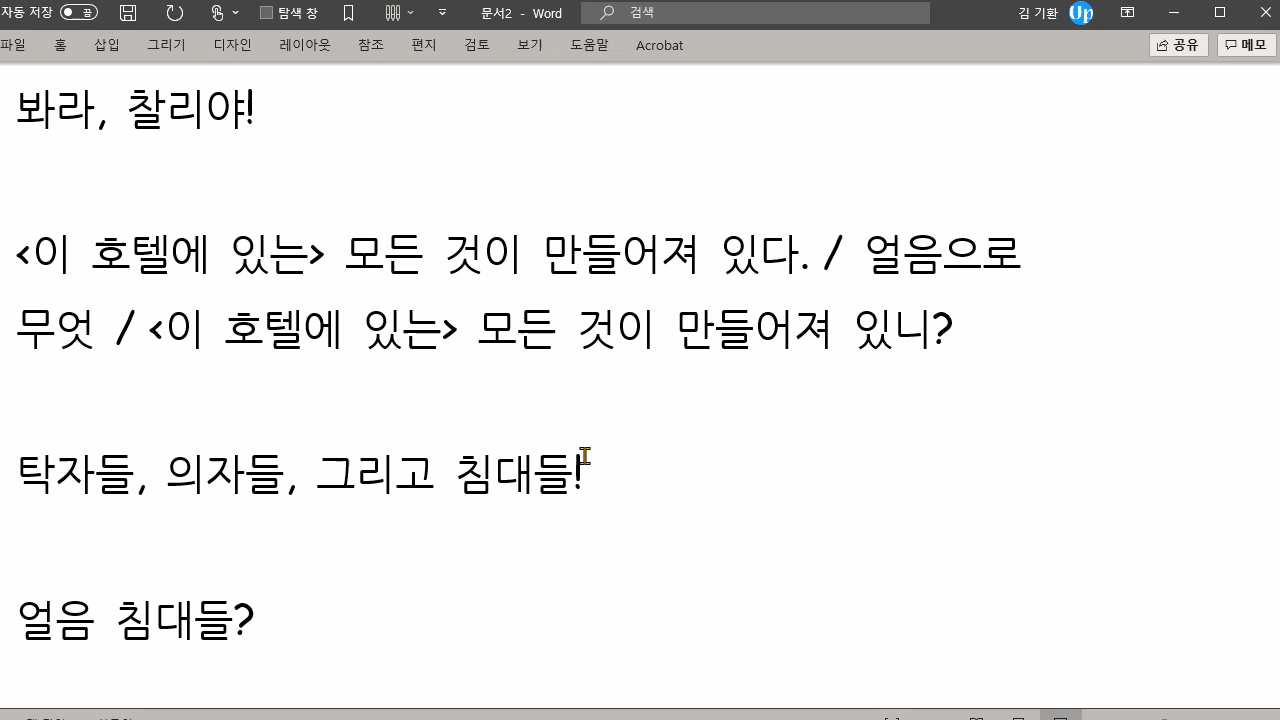 자동 저장 끔 탐색 창 문서2 - Word 검색 김 기환 Up
파일 홈 삽입 그리기 디자인 레이아웃 참조 편지 검토 보기 도움말 Acrobat 공유 메모
봐라, 찰리야!
<이 호텔에 있는> 모든 것이 만들어져 있다. / 얼음으로
무엇 / <이 호텔에 있는> 모든 것이 만들어져 있니?
탁자들, 의자들, 그리고 침대들!
얼음 침대들?